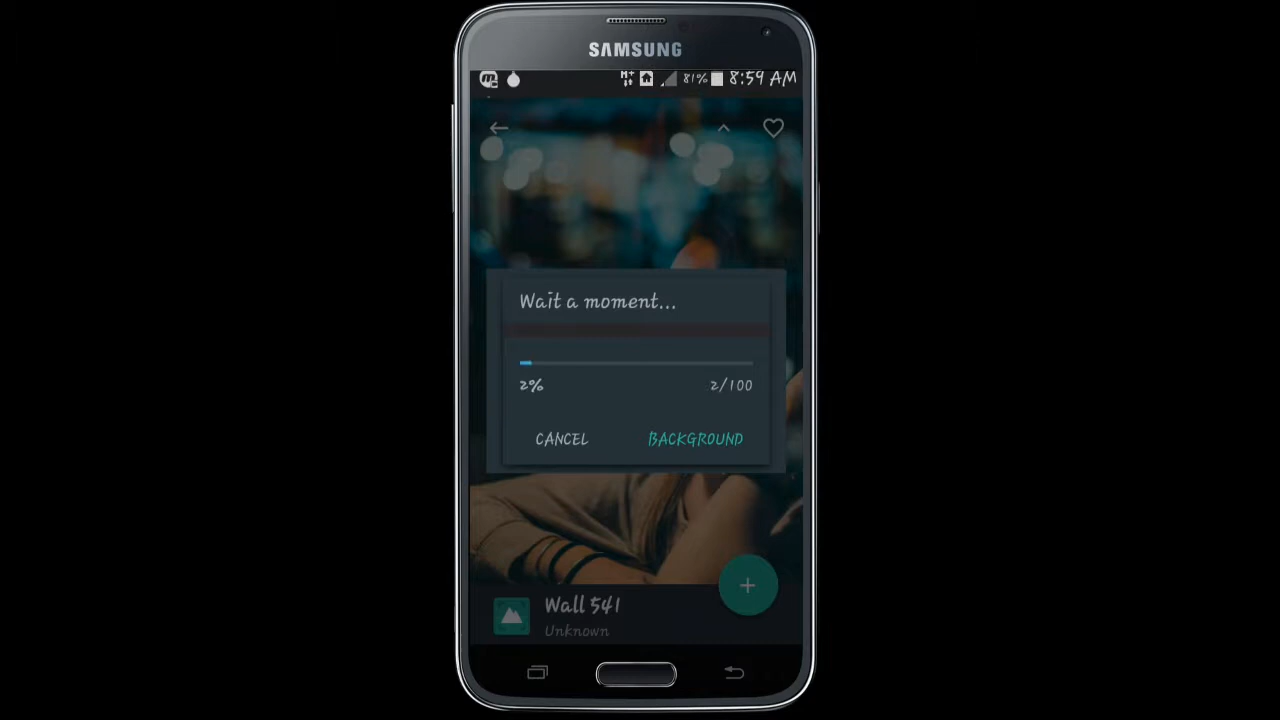 SAMSUNG
81% 8:59 AM
Wait a moment...
2% 2/100
CANCEL BACKGROUND
Wall 541
Unknown